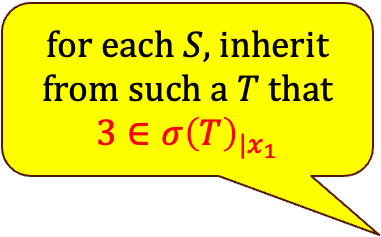 for each S, inherit
from such a T that
3 ∈ σ(T)|x₁